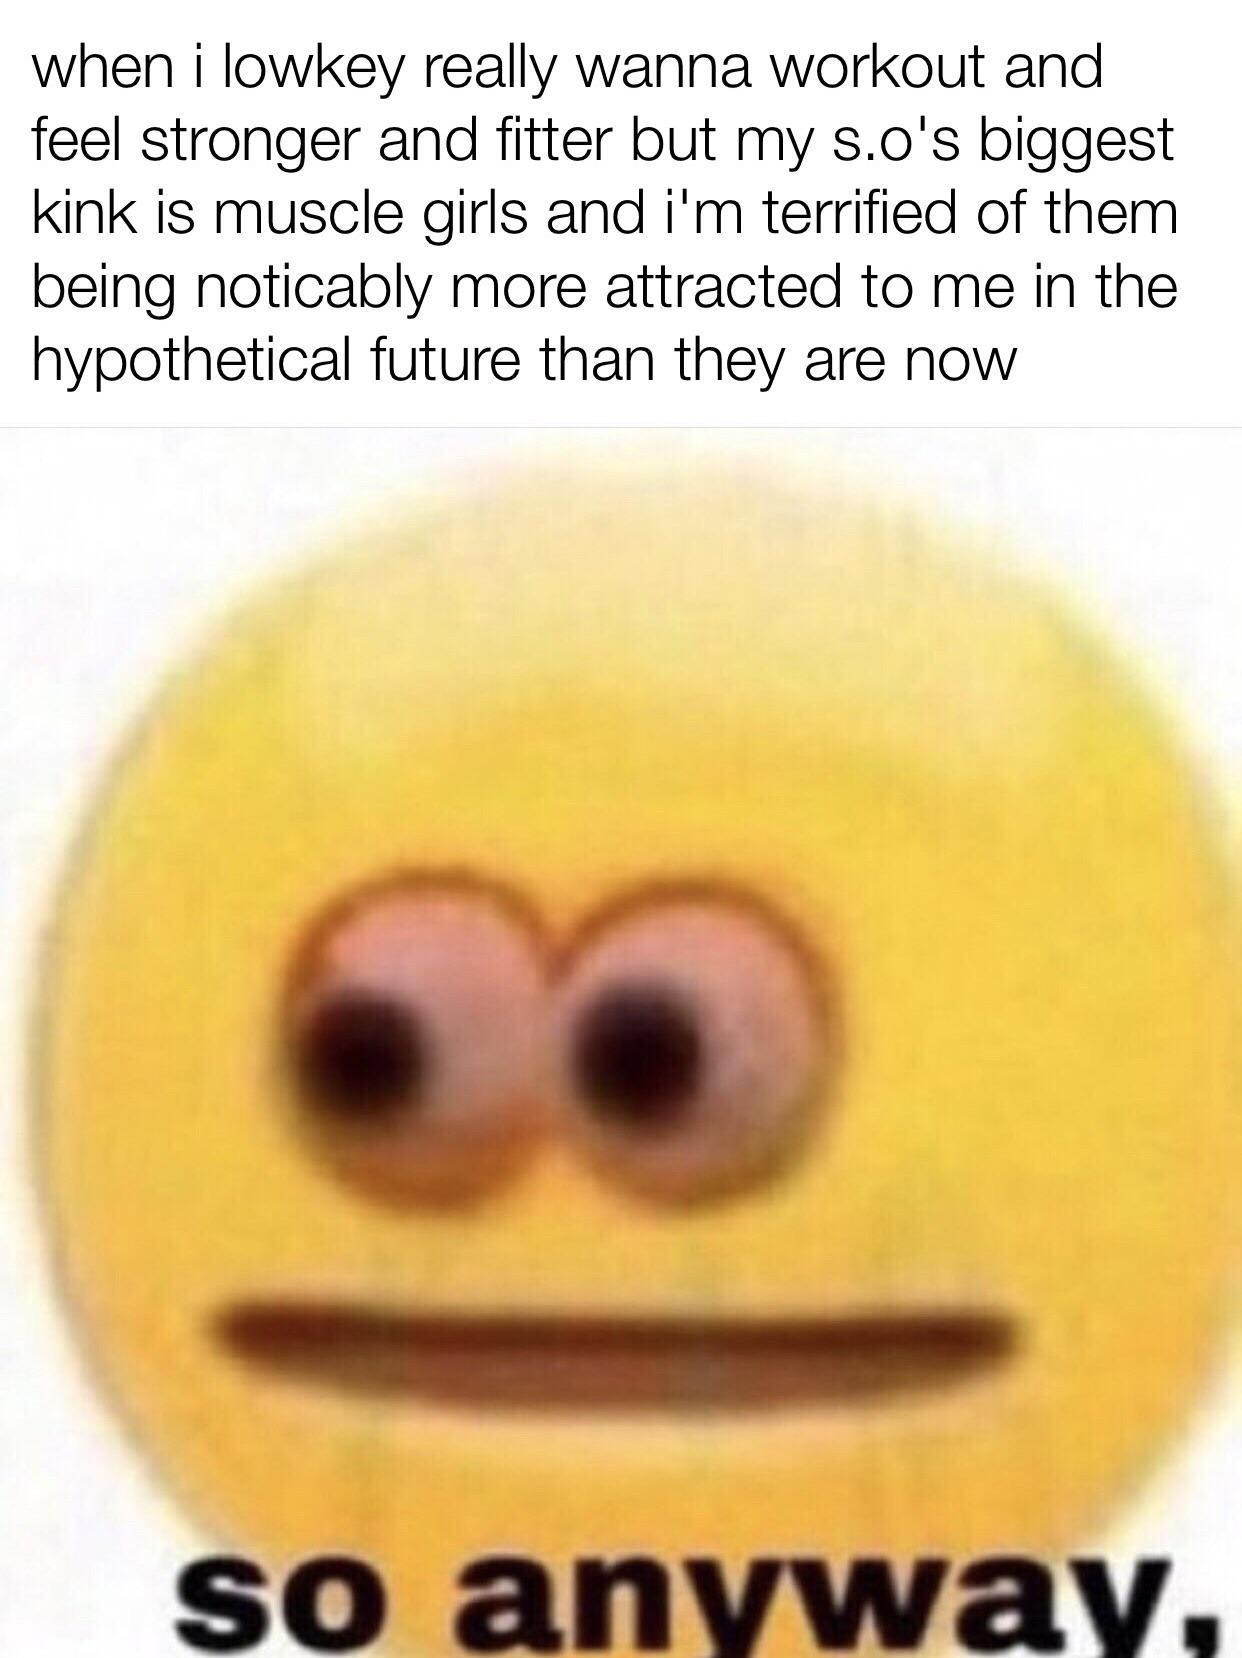 when i lowkey really wanna workout and
feel stronger and fitter but my s.o's biggest
kink is muscle girls and i'm terrified of them
being noticably more attracted to me in the
hypothetical future than they are now
so anyway,